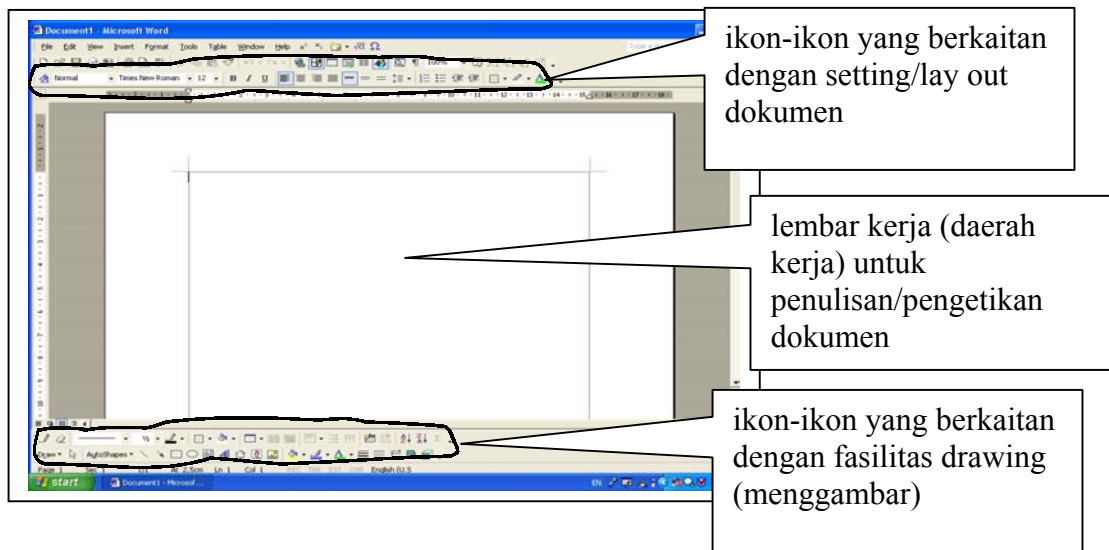 Document1 - Microsoft Word
File Edit View Insert Format Tools Table Window Help
ikon-ikon yang berkaitan
dengan setting/lay out
dokumen
Normal Times New Roman 12 B I U
lembar kerja (daerah
kerja) untuk
penulisan/pengetikan
dokumen
ikon-ikon yang berkaitan
dengan fasilitas drawing
(menggambar)
Draw AutoShapes
Page 1 Sec 1 1/1 At 2,5cm Ln 1 Col 1 English (U.S
start Document1 - Microsof... EN